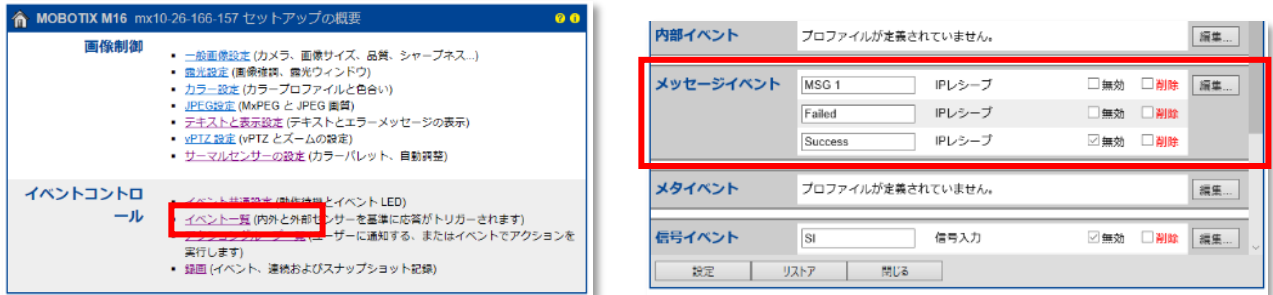 MOBOTIX M16 mx10-26-166-157 セットアップの概要
画像制御
一般画像設定 (カメラ、画像サイズ、品質、シャープネス...)
露光設定 (画像強調、露光ウィンドウ)
カラー設定 (カラープロファイルと色合い)
JPEG設定 (MxPEG と JPEG 画質)
テキストと表示設定 (テキストとエラーメッセージの表示)
vPTZ 設定 (vPTZ とズームの設定)
サーマルセンサーの設定 (カラーパレット、自動調整)
イベントコントロ
ール
イベント共通設定 (動作待機とイベント LED)
イベント一覧 (内外と外部センサーを基準に応答がトリガーされます)
アクショングループ一覧 (ユーザーに通知する、またはイベントでアクションを
実行します)
録画 (イベント、連続およびスナップショット記録)
内部イベント プロファイルが定義されていません。 編集...
メッセージイベント MSG 1 IPレシーブ 無効 削除 編集...
Failed IPレシーブ 無効 削除
Success IPレシーブ 無効 削除
メタイベント プロファイルが定義されていません。 編集...
信号イベント SI 信号入力 無効 削除 編集...
設定 リストア 閉じる